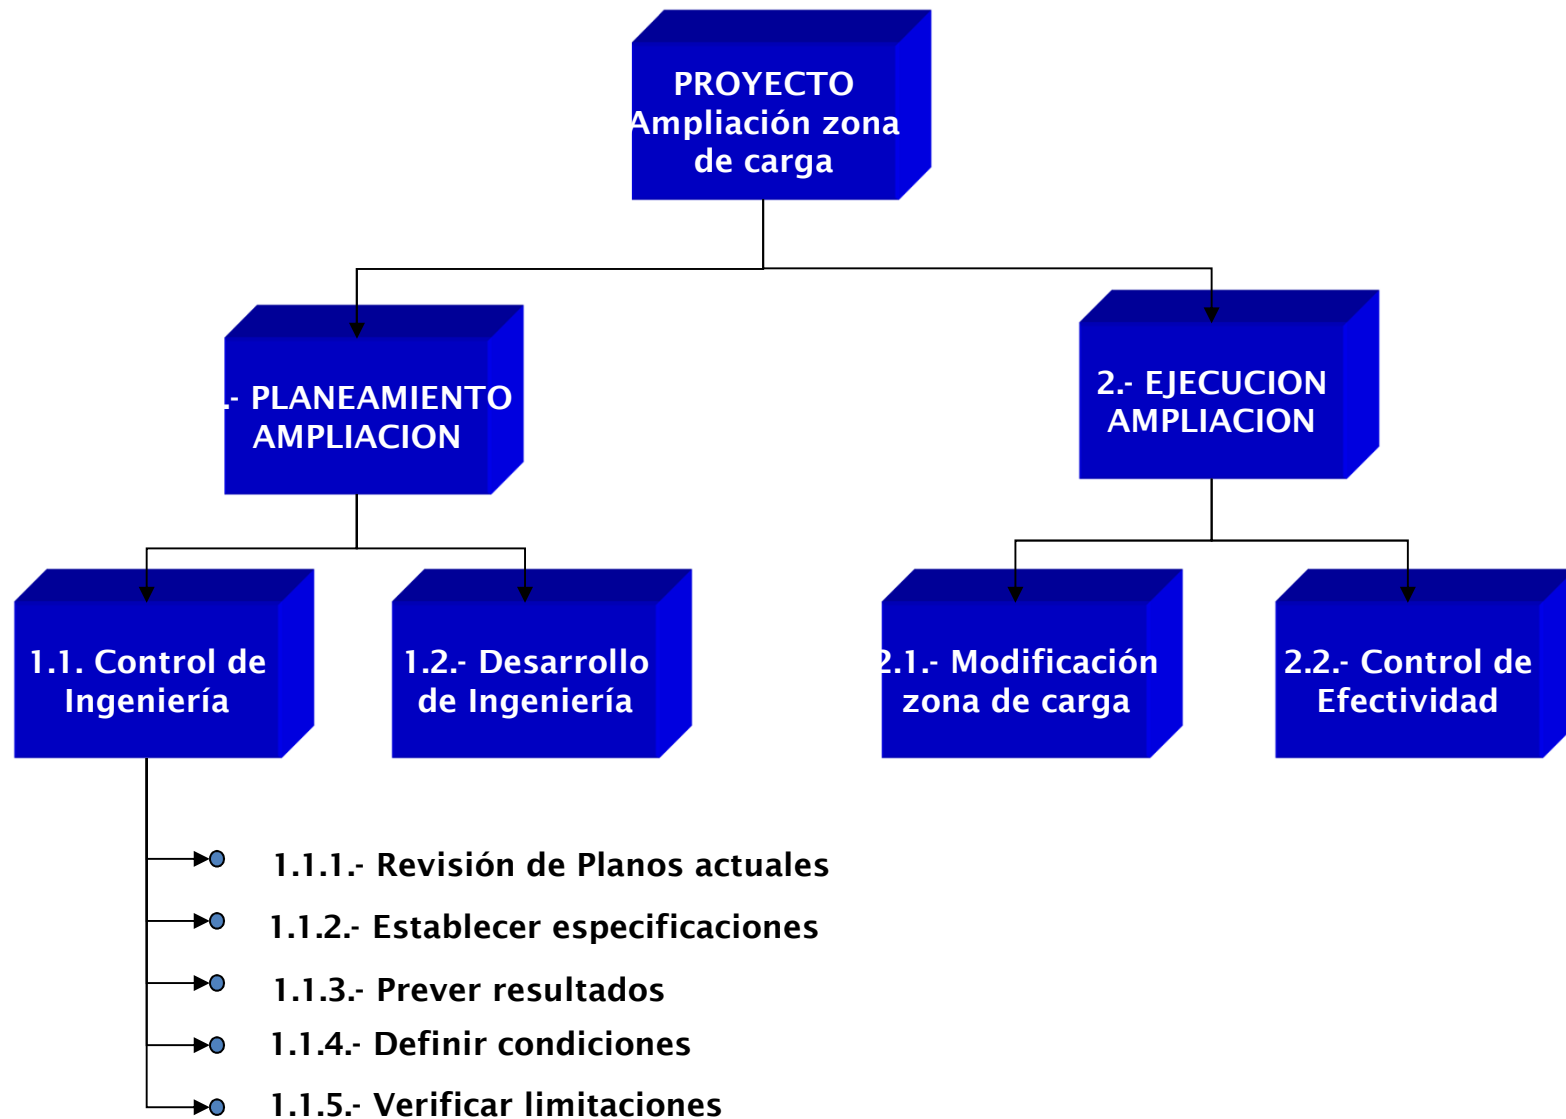 PROYECTO
Ampliación zona
de carga
.- PLANEAMIENTO
AMPLIACION
2.- EJECUCION
AMPLIACION
1.1. Control de
Ingeniería
1.2.- Desarrollo
de Ingeniería
2.1.- Modificación
zona de carga
2.2.- Control de
Efectividad
1.1.1.- Revisión de Planos actuales
1.1.2.- Establecer especificaciones
1.1.3.- Prever resultados
1.1.4.- Definir condiciones
1.1.5.- Verificar limitaciones